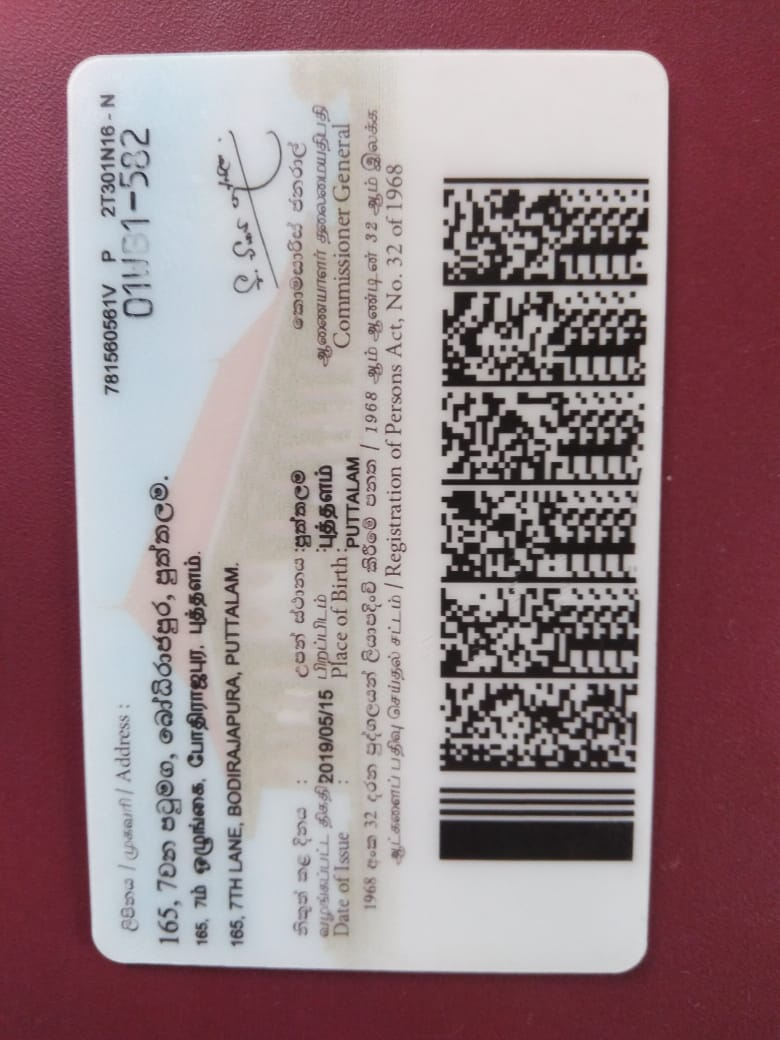 ලිපිනය / முகவரி / Address :
781560561V P 2T301N16 - N
165, 7වන පටුමග, බෝධිරාජපුර, පුත්තලම.
165, 7ம் ஒழுங்கை, போதிராஜபுர, புத்தளம்.
165, 7TH LANE, BODIRAJAPURA, PUTTALAM.
නිකුත් කළ දිනය : උපන් ස්ථානය :පුත්තලම කොමසාරිස් ජනරාල්
வழங்கப்பட்ட திகதி :2019/05/15 பிறப்பிடம் :புத்தளம் ஆணையாளர் தலைமையதிபதி
Date of Issue : Place of Birth :PUTTALAM Commissioner General
1968 අංක 32 දරන පුද්ගලයන් ලියාපදිංචි කිරීමේ පනත / 1968 ஆம் ஆண்டின் 32 ஆம் இலக்க
ஆட்களைப் பதிவு செய்தல் சட்டம் / Registration of Persons Act, No. 32 of 1968